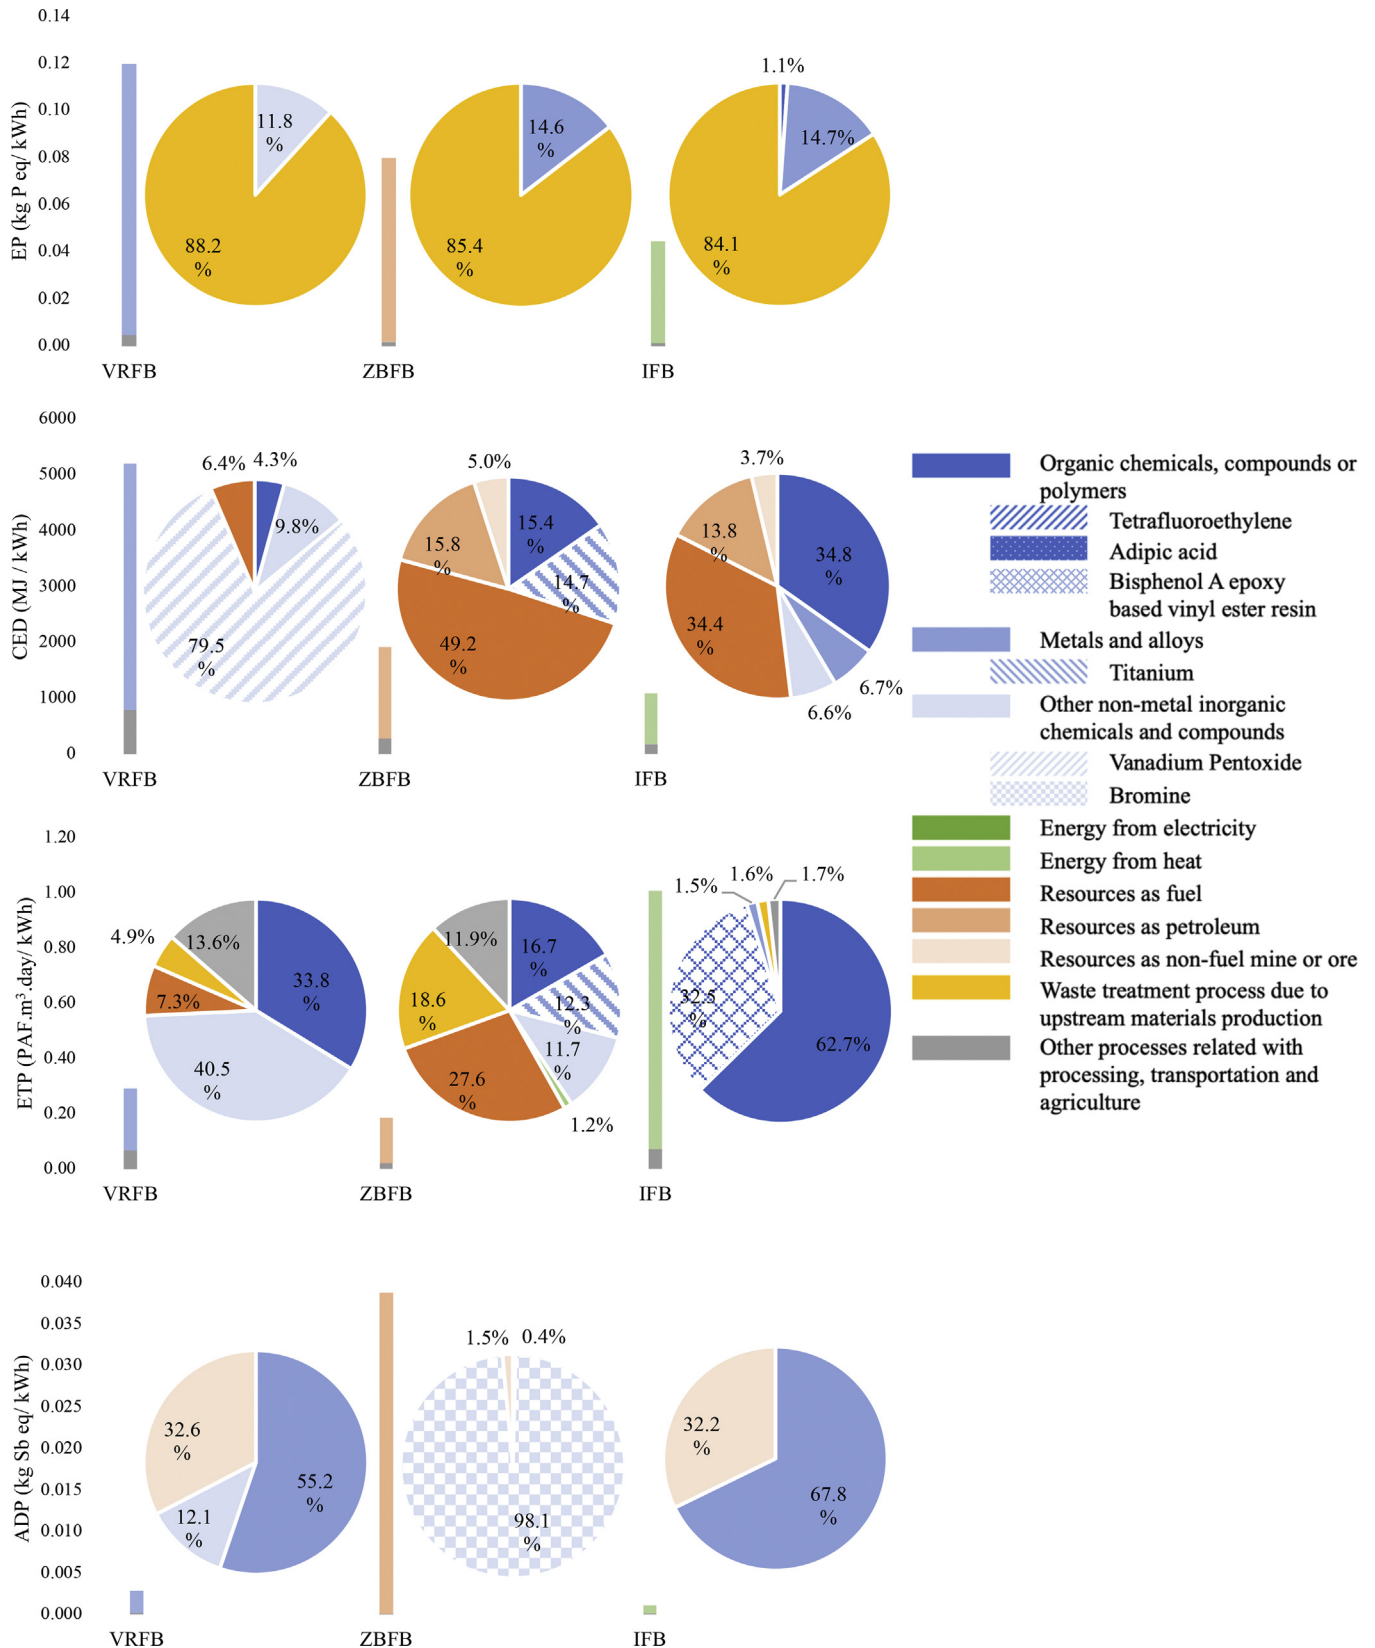 0.14
0.12
0.10
0.08
0.06
0.04
0.02
0.00
EP (kg P eq/ kWh)
11.8
%
88.2
%
14.6
%
85.4
%
1.1%
14.7%
84.1
%
VRFB
ZBFB
IFB
6000
5000
4000
3000
2000
1000
0
CED (MJ / kWh)
6.4%
4.3%
9.8%
79.5
%
5.0%
15.4
%
15.8
%
14.7
%
49.2
%
3.7%
13.8
%
34.8
%
34.4
%
6.7%
6.6%
VRFB
ZBFB
IFB
Organic chemicals, compounds or
polymers
Tetrafluoroethylene
Adipic acid
Bisphenol A epoxy
based vinyl ester resin
Metals and alloys
Titanium
Other non-metal inorganic
chemicals and compounds
Vanadium Pentoxide
Bromine
Energy from electricity
Energy from heat
Resources as fuel
Resources as petroleum
Resources as non-fuel mine or ore
Waste treatment process due to
upstream materials production
Other processes related with
processing, transportation and
agriculture
1.20
1.00
0.80
0.60
0.40
0.20
0.00
ETP (PAF.m³.day/ kWh)
4.9%
13.6%
7.3%
33.8
%
40.5
%
11.9%
16.7
%
18.6
%
12.3
%
11.7
%
27.6
%
1.2%
1.5%
1.6%
1.7%
32.5
%
62.7%
VRFB
ZBFB
IFB
0.040
0.035
0.030
0.025
0.020
0.015
0.010
0.005
0.000
ADP (kg Sb eq/ kWh)
32.6
%
55.2
%
12.1
%
1.5%
0.4%
98.1
%
32.2
%
67.8
%
VRFB
ZBFB
IFB